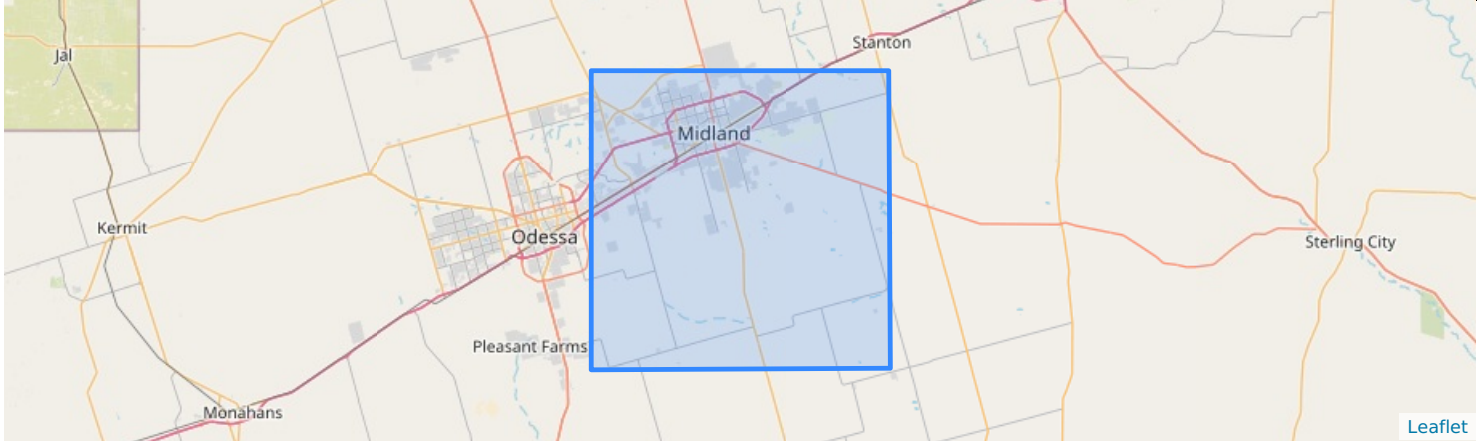 Stanton
Jal
Midland
Kermit
Odessa
Sterling City
Pleasant Farms
Monahans
Leaflet